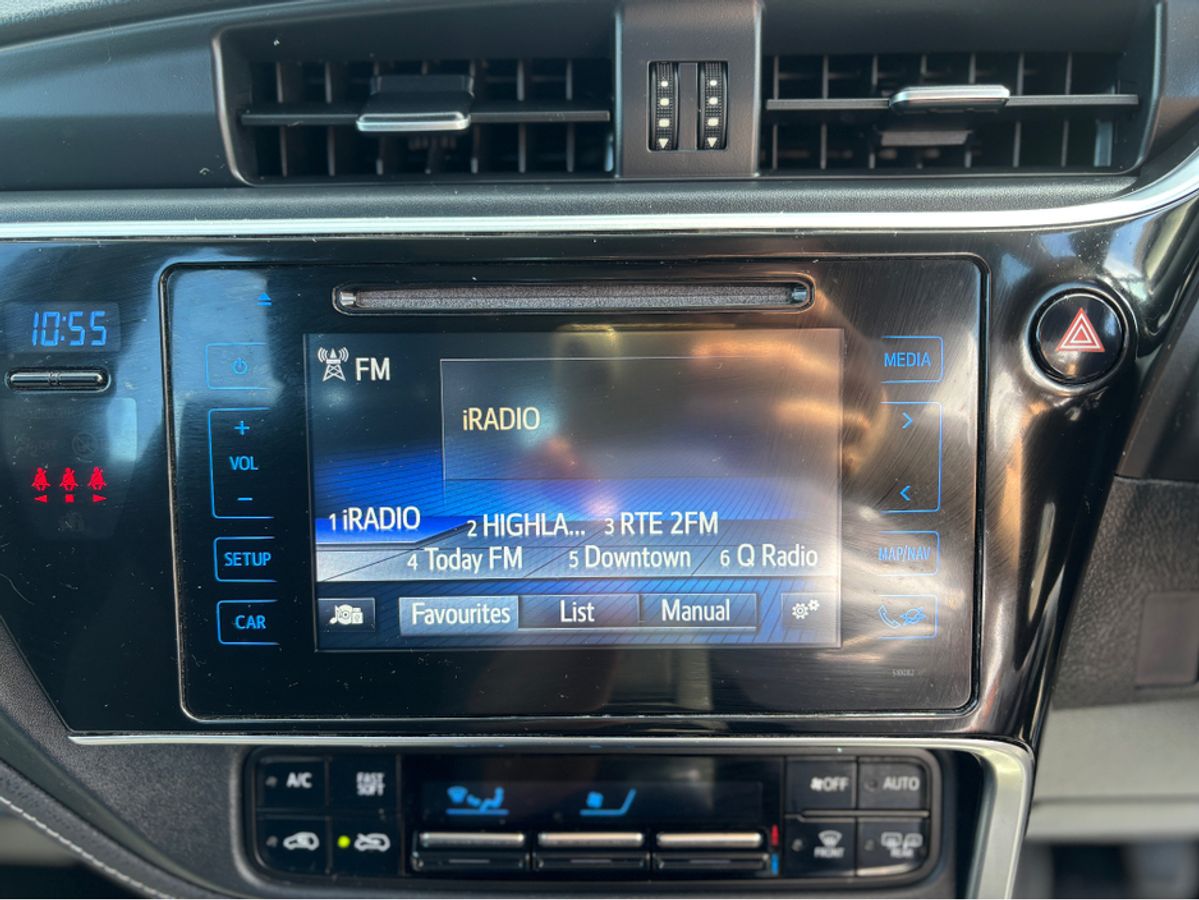 10:55
FM
MEDIA
iRADIO
+
VOL
-
1 iRADIO
2 HIGHLA...
3 RTE 2FM
4 Today FM
5 Downtown
6 Q Radio
SETUP
MAP/NAV
CAR
Favourites
List
Manual
A/C
FAST
SOFT
OFF
AUTO
FRONT
REAR